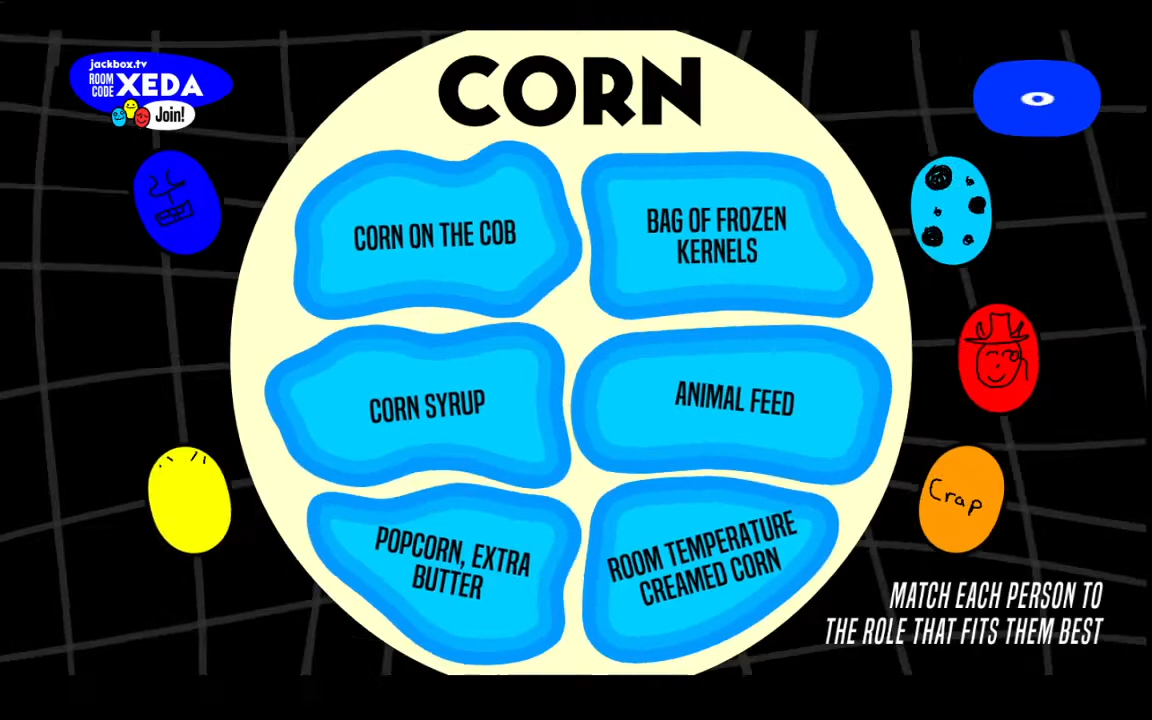 jackbox.tv
ROOM CODE XEDA
Join!
CORN
CORN ON THE COB
BAG OF FROZEN
KERNELS
CORN SYRUP
ANIMAL FEED
POPCORN, EXTRA
BUTTER
ROOM TEMPERATURE
CREAMED CORN
Crap
MATCH EACH PERSON TO
THE ROLE THAT FITS THEM BEST